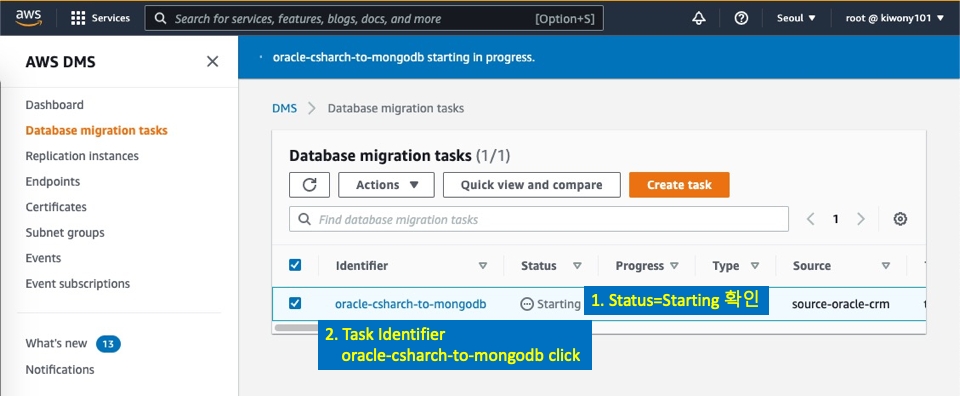 aws
Services
Search for services, features, blogs, docs, and more
[Option+S]
Seoul ▼
root @ kiwony101 ▼
AWS DMS
Dashboard
Database migration tasks
Replication instances
Endpoints
Certificates
Subnet groups
Events
Event subscriptions
What's new 13
Notifications
oracle-csharch-to-mongodb starting in progress.
DMS > Database migration tasks
Database migration tasks (1/1)
Actions ▼
Quick view and compare
Create task
Find database migration tasks
1
Identifier
Status
Progress
Type
Source
oracle-csharch-to-mongodb
Starting
1. Status=Starting 확인
source-oracle-crm
2. Task Identifier
oracle-csharch-to-mongodb click